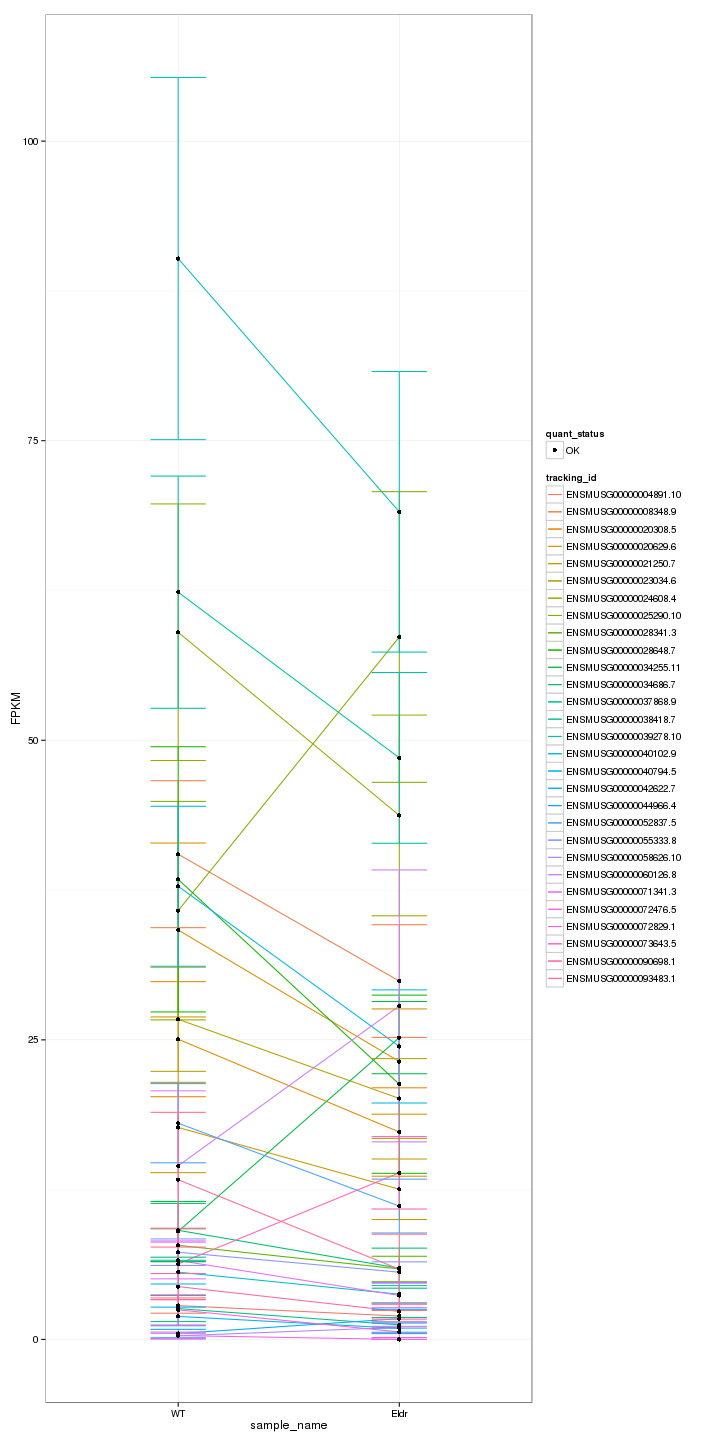 100
75
50
25
0
FPKM
WT
Eldr
sample_name
quant_status
OK
tracking_id
ENSMUSG00000004891.10
ENSMUSG00000008348.9
ENSMUSG00000020308.5
ENSMUSG00000020629.6
ENSMUSG00000021250.7
ENSMUSG00000023034.6
ENSMUSG00000024608.4
ENSMUSG00000025290.10
ENSMUSG00000028341.3
ENSMUSG00000028648.7
ENSMUSG00000034255.11
ENSMUSG00000034686.7
ENSMUSG00000037868.9
ENSMUSG00000038418.7
ENSMUSG00000039278.10
ENSMUSG00000040102.9
ENSMUSG00000040794.5
ENSMUSG00000042622.7
ENSMUSG00000044966.4
ENSMUSG00000052837.5
ENSMUSG00000055333.8
ENSMUSG00000058626.10
ENSMUSG00000060126.8
ENSMUSG00000071341.3
ENSMUSG00000072476.5
ENSMUSG00000072829.1
ENSMUSG00000073643.5
ENSMUSG00000090698.1
ENSMUSG00000093483.1